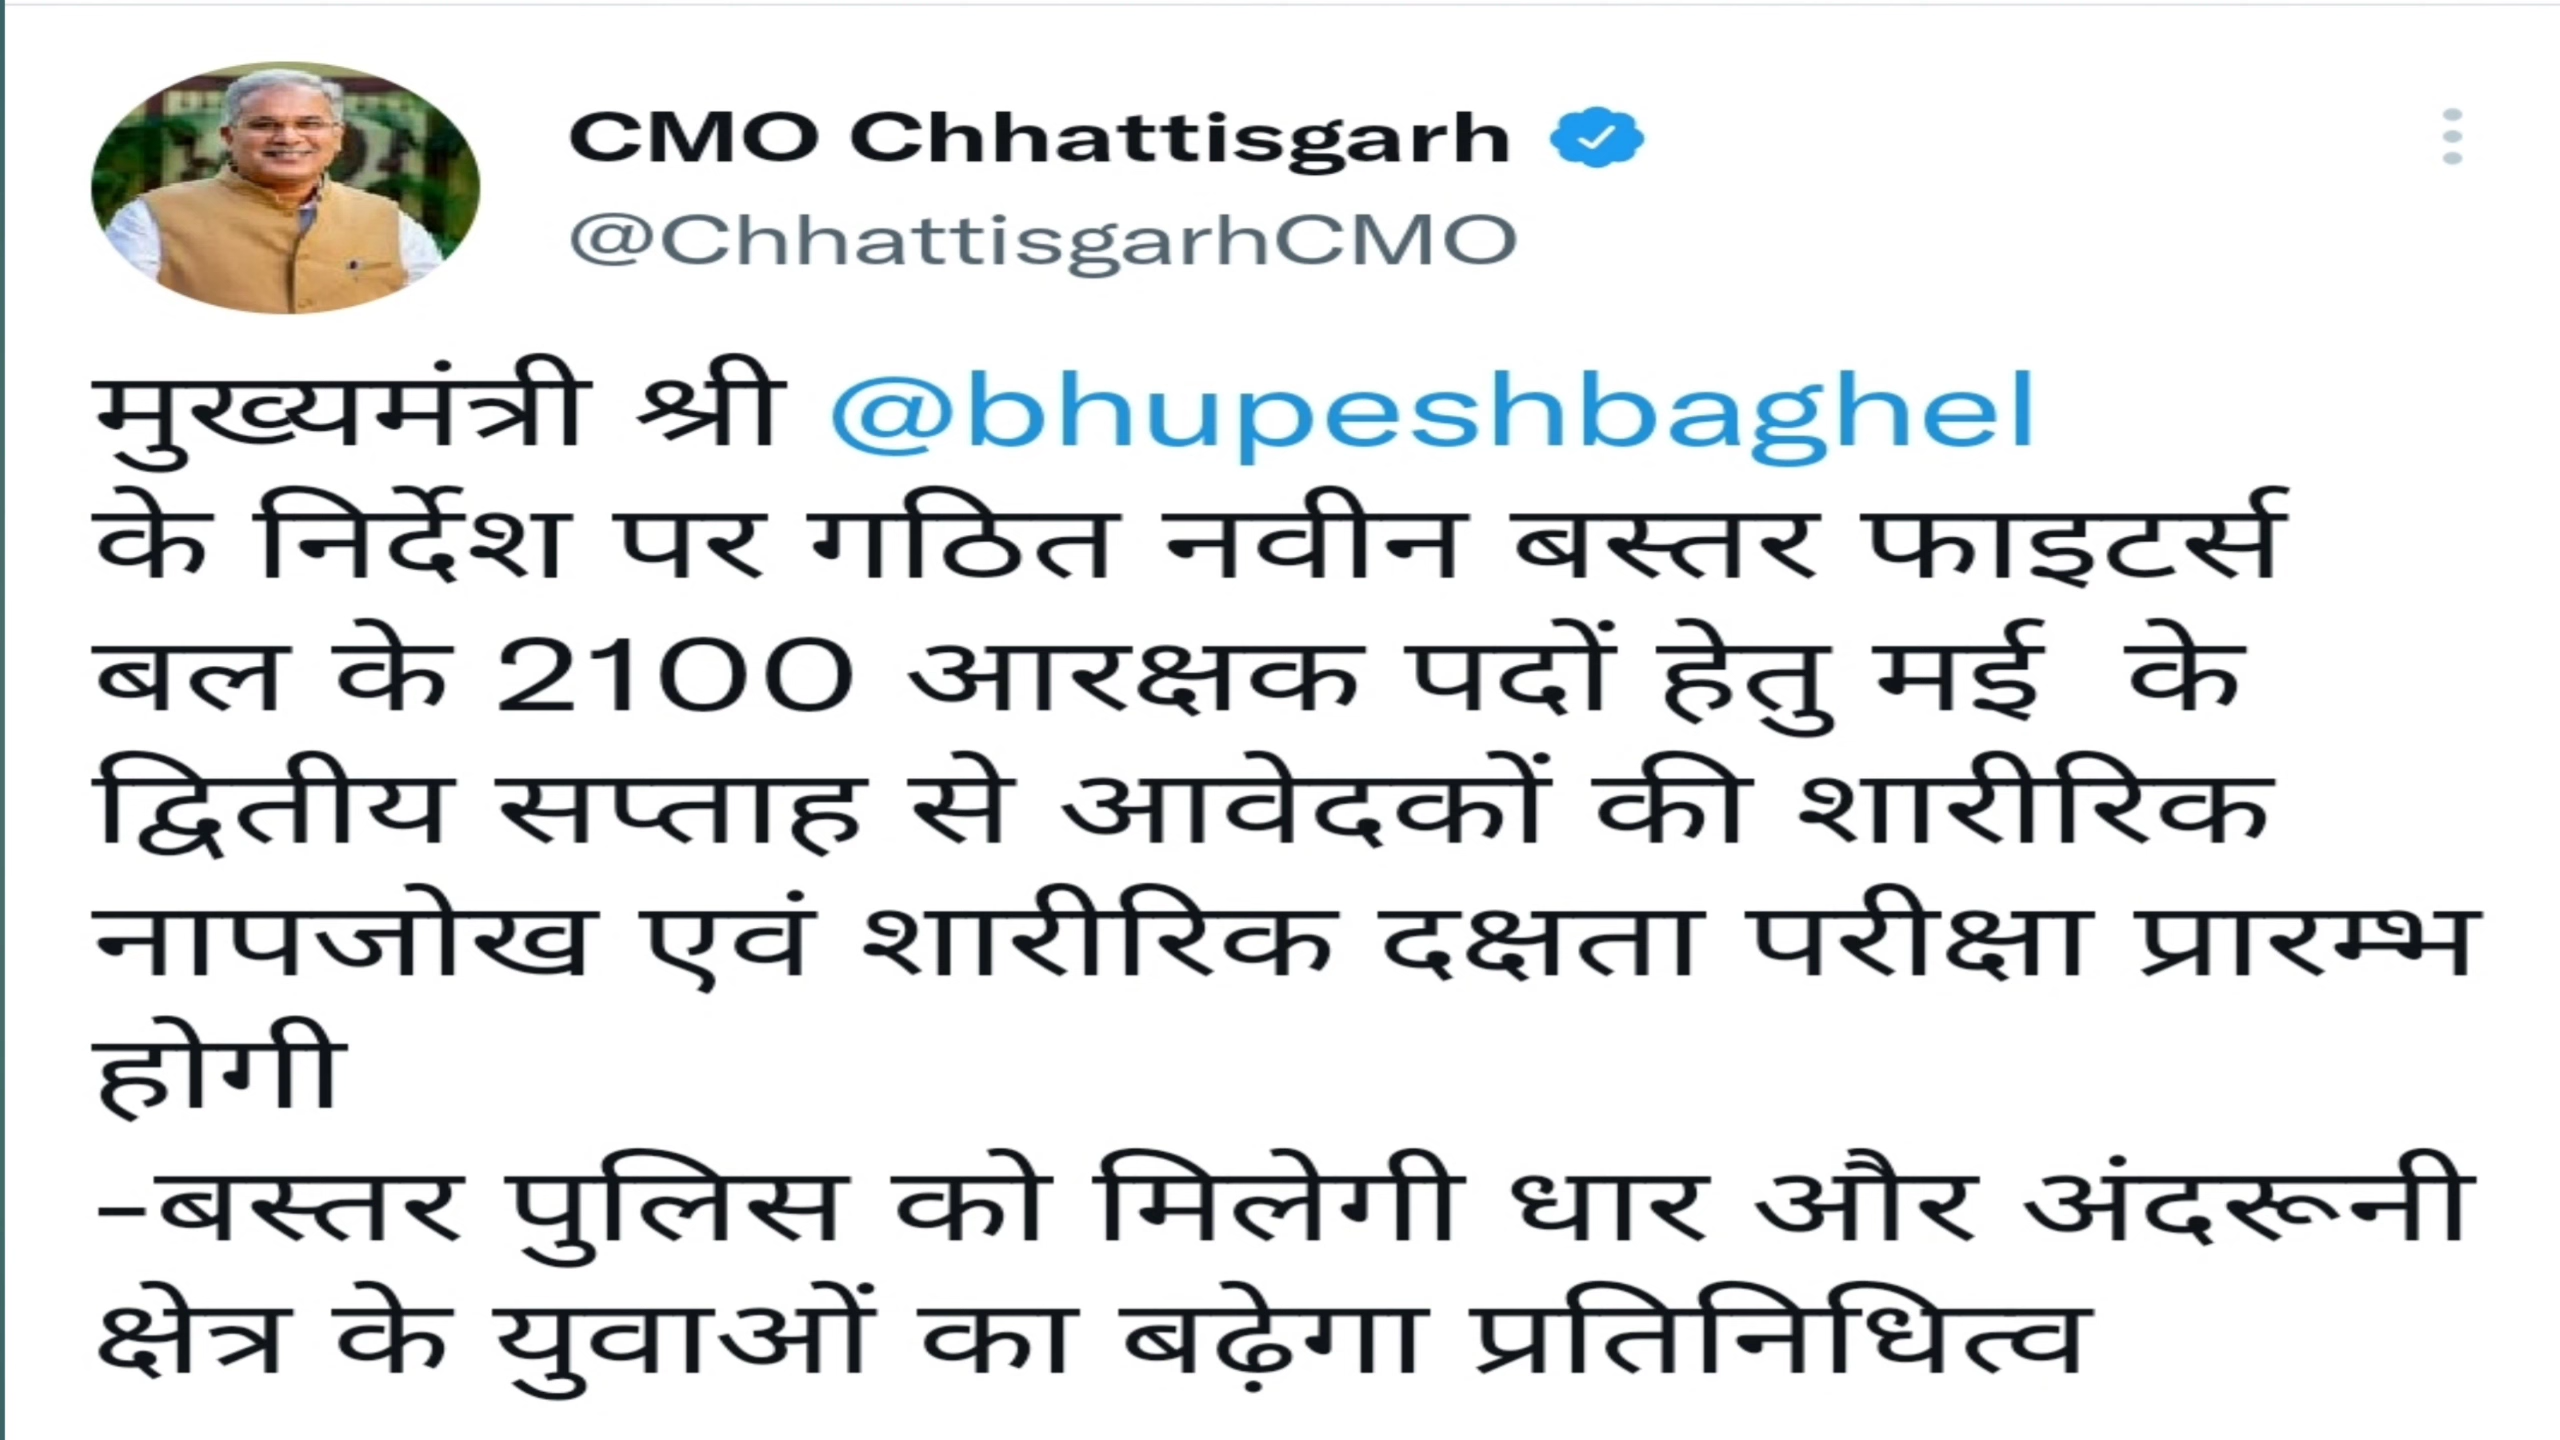 CMO Chhattisgarh
@ChhattisgarhCMO
मुख्यमंत्री श्री @bhupeshbaghel
के निर्देश पर गठित नवीन बस्तर फाइटर्स
बल के 2100 आरक्षक पदों हेतु मई  के
द्वितीय सप्ताह से आवेदकों की शारीरिक
नापजोख एवं शारीरिक दक्षता परीक्षा प्रारम्भ
होगी
-बस्तर पुलिस को मिलेगी धार और अंदरूनी
क्षेत्र के युवाओं का बढ़ेगा प्रतिनिधित्व